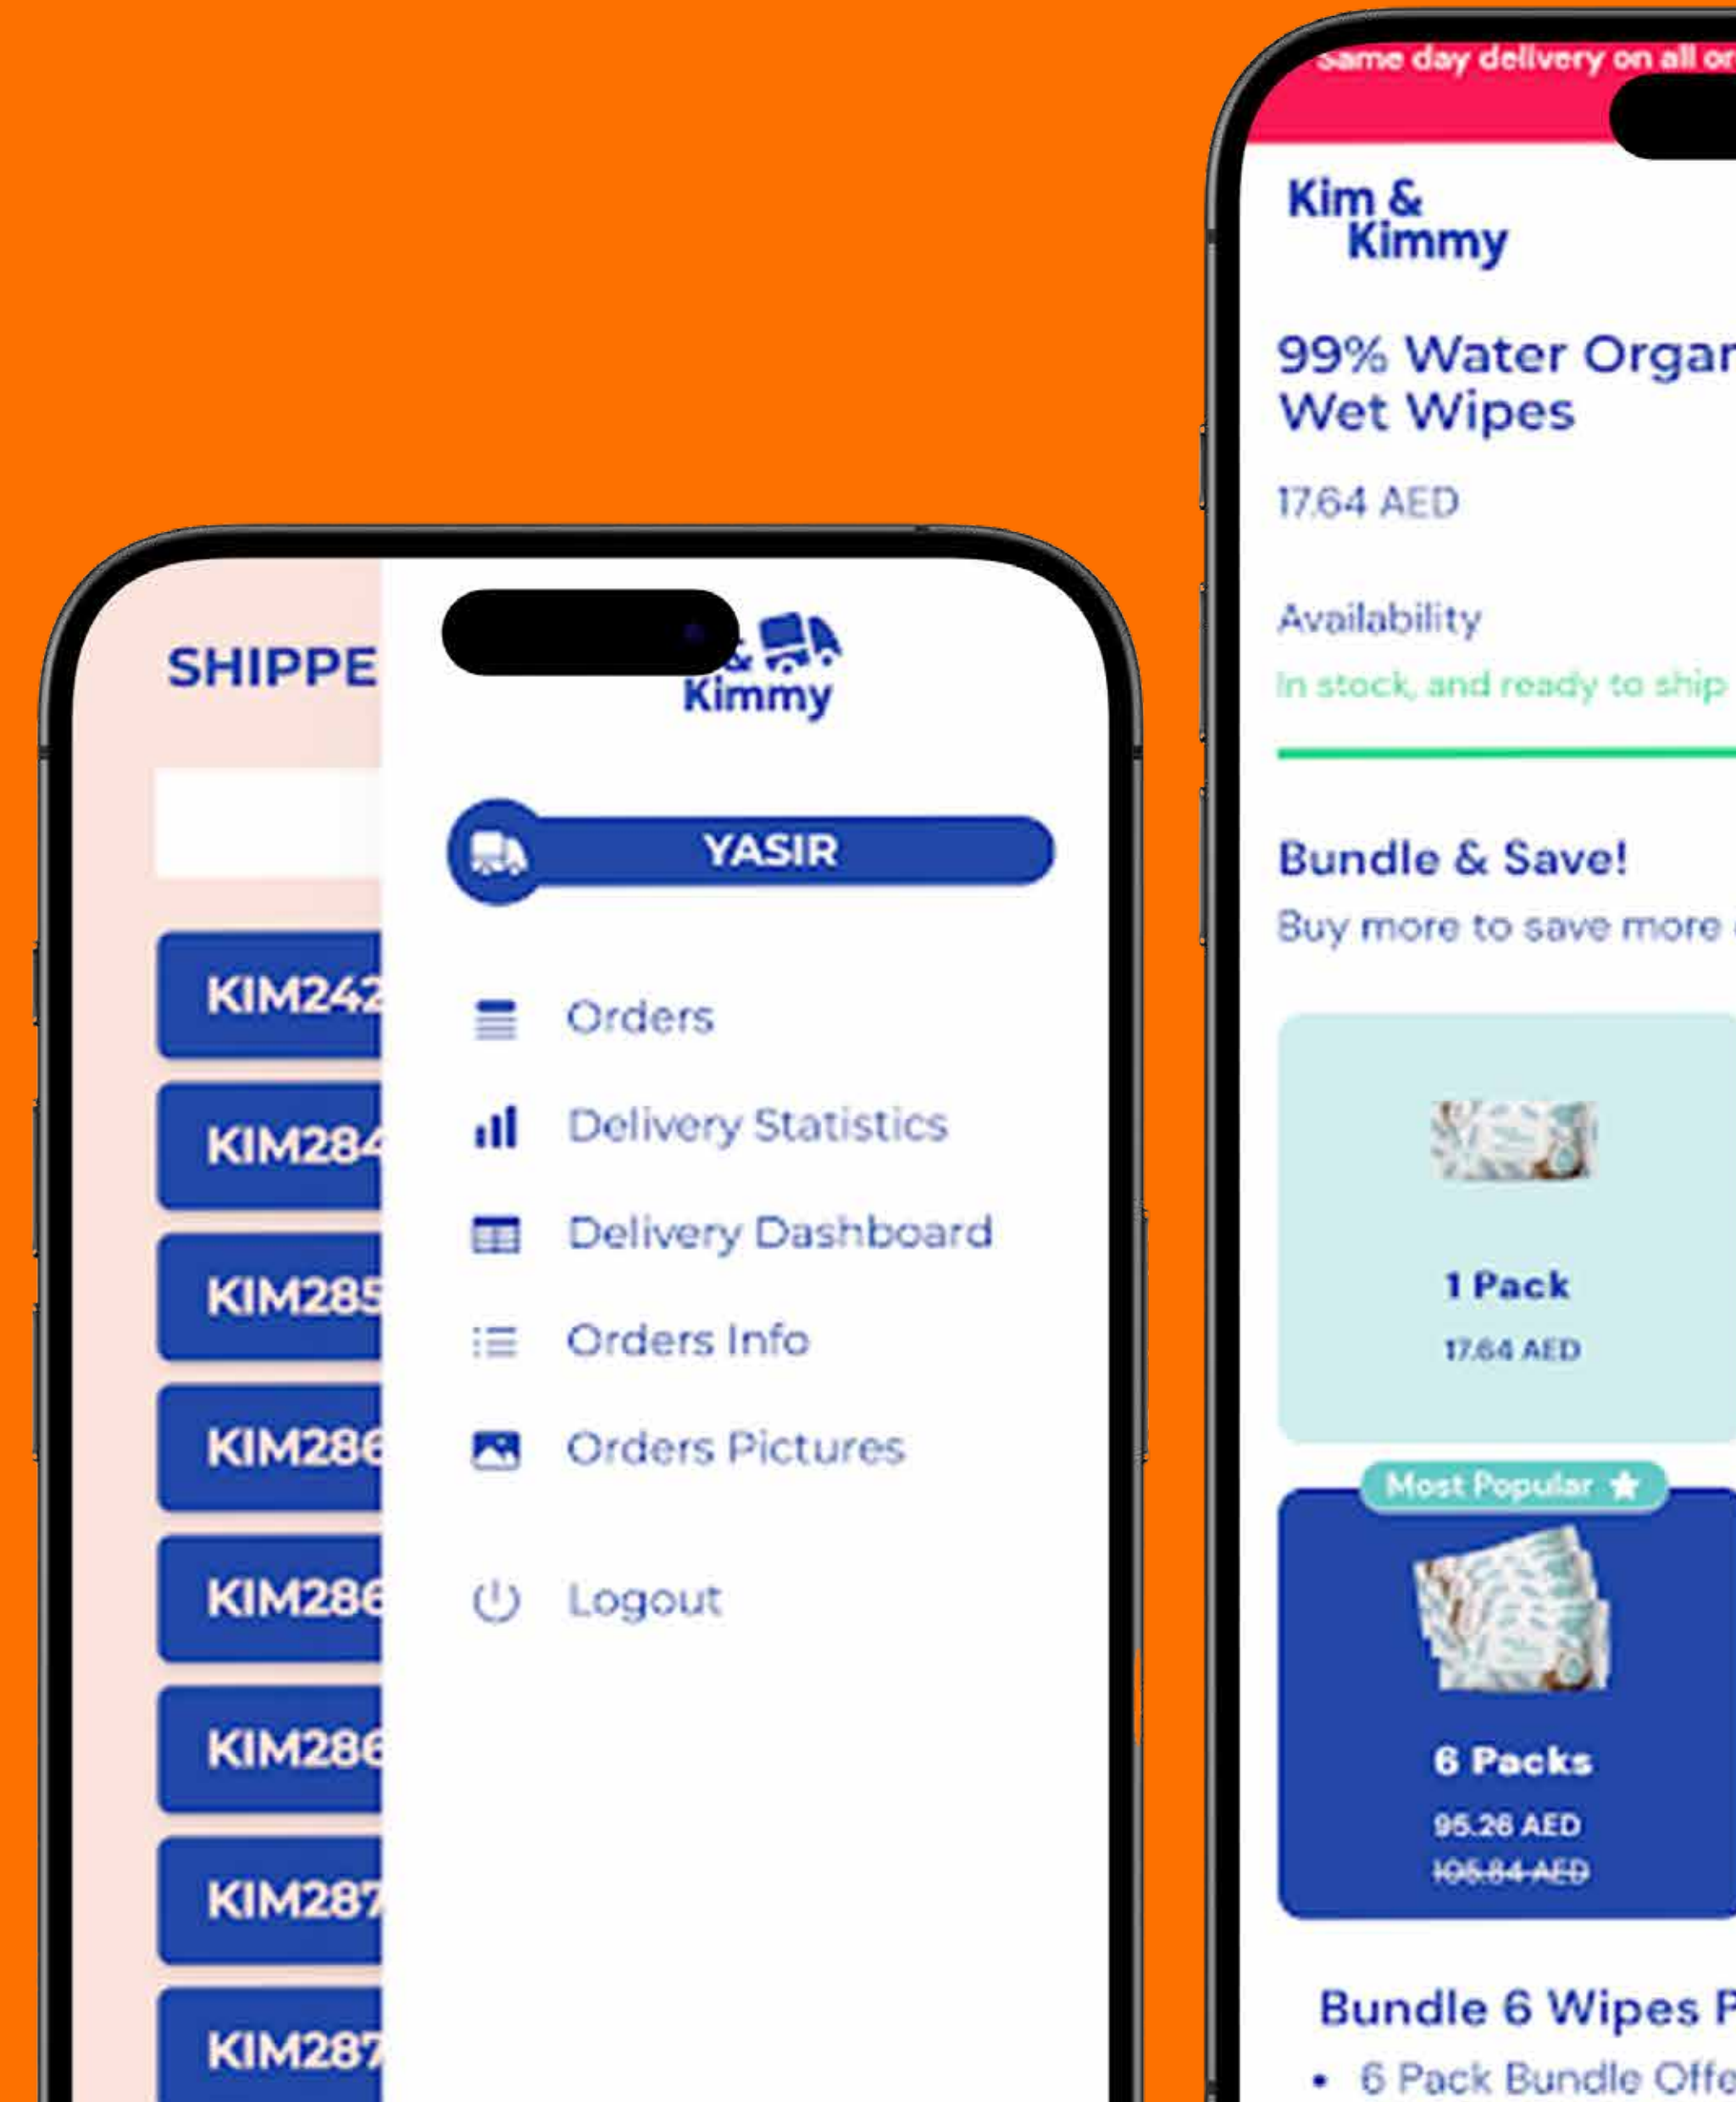 SHIPPE
& 
Kimmy
YASIR
KIM242
KIM284
KIM285
KIM286
KIM286
KIM286
KIM287
KIM287
Orders
Delivery Statistics
Delivery Dashboard
Orders Info
Orders Pictures
Logout
Same day delivery on all or
Kim &
Kimmy
99% Water Organ
Wet Wipes
17.64 AED
Availability
In stock, and ready to ship
Bundle & Save!
Buy more to save more
1 Pack
17.64 AED
Most Popular
6 Packs
95.26 AED
105.84 AED
Bundle 6 Wipes P
• 6 Pack Bundle Offe